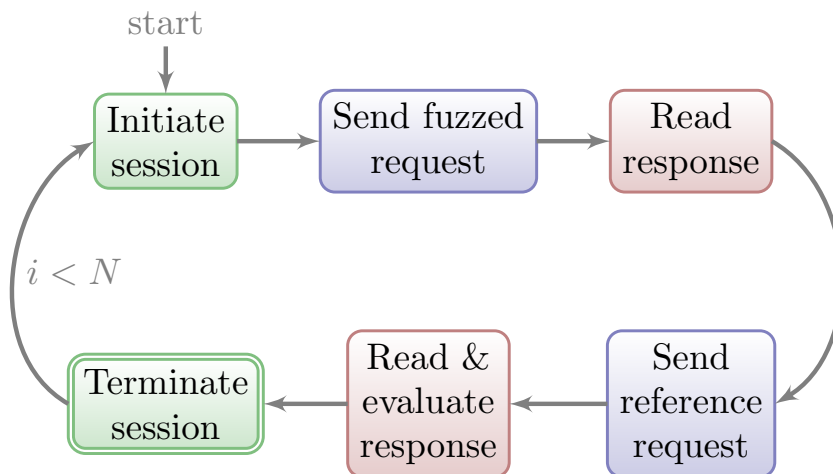 start
Initiate
session
Send fuzzed
request
Read
response
i < N
Terminate
session
Read &
evaluate
response
Send
reference
request